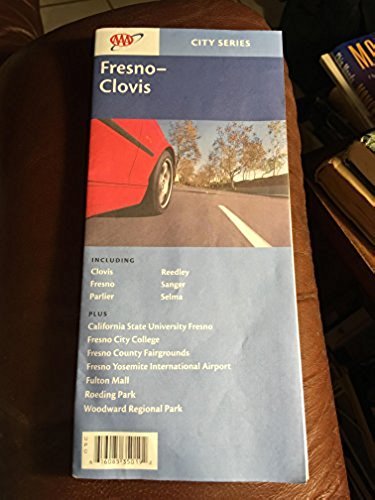 AAA
CITY SERIES
Fresno–
Clovis
INCLUDING
Clovis Reedley
Fresno Sanger
Parlier Selma
PLUS
California State University Fresno
Fresno City College
Fresno County Fairgrounds
Fresno Yosemite International Airport
Fulton Mall
Roeding Park
Woodward Regional Park